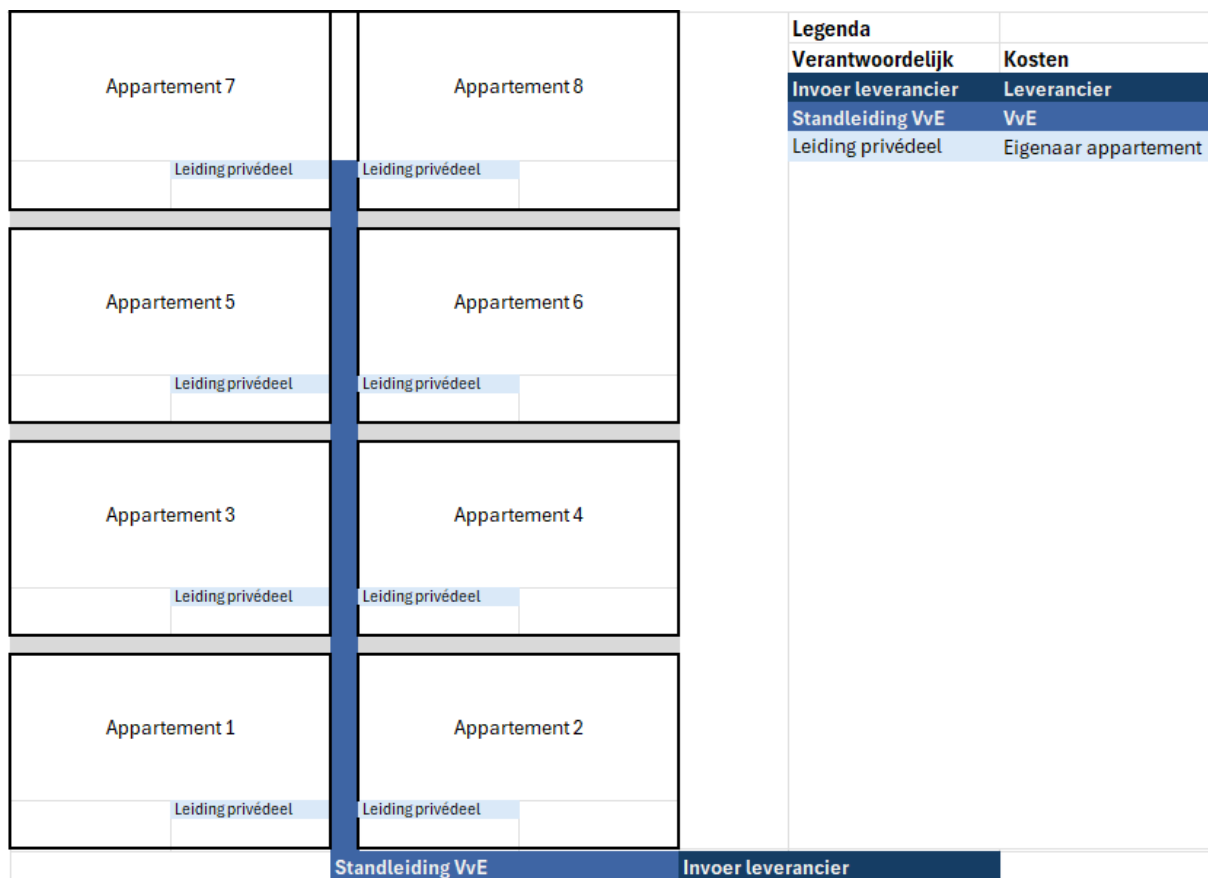 Legenda
Verantwoordelijk Kosten
Invoer leverancier Leverancier
Standleiding VvE VvE
Leiding privédeel Eigenaar appartement
Appartement 7 Appartement 8
Leiding privédeel Leiding privédeel
Appartement 5 Appartement 6
Leiding privédeel Leiding privédeel
Appartement 3 Appartement 4
Leiding privédeel Leiding privédeel
Appartement 1 Appartement 2
Leiding privédeel Leiding privédeel
Standleiding VvE Invoer leverancier